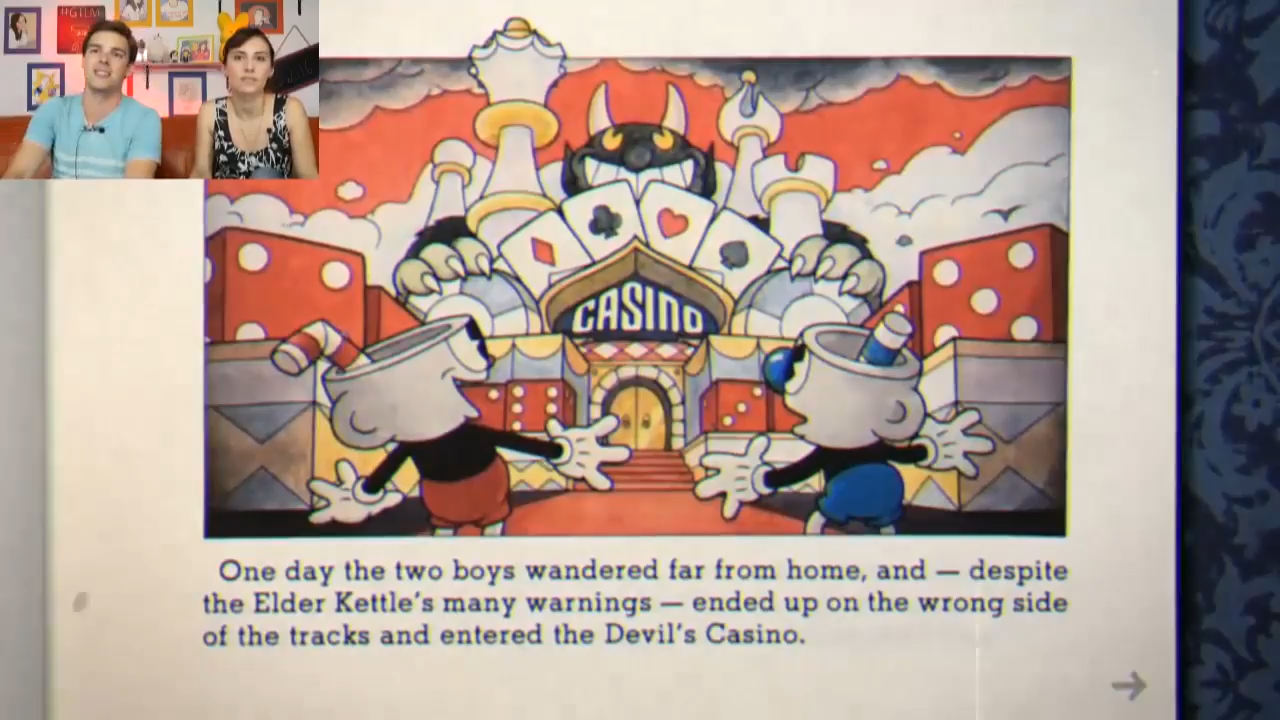 #GTLIVE
CASINO
One day the two boys wandered far from home, and — despite
the Elder Kettle's many warnings — ended up on the wrong side
of the tracks and entered the Devil's Casino.